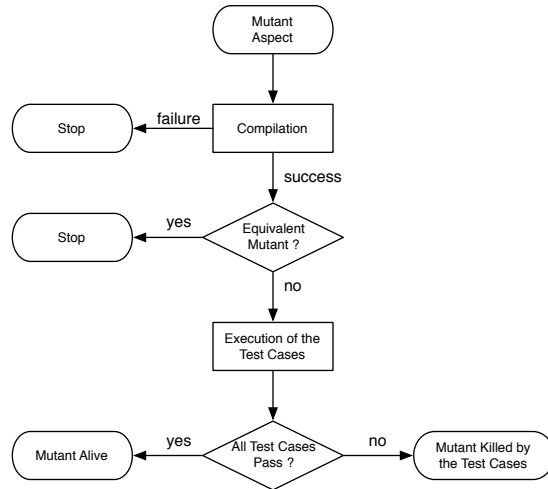 Mutant
Aspect
Stop
failure
Compilation
success
Stop
yes
Equivalent
Mutant ?
no
Execution of the
Test Cases
Mutant Alive
yes
All Test Cases
Pass ?
no
Mutant Killed by
the Test Cases